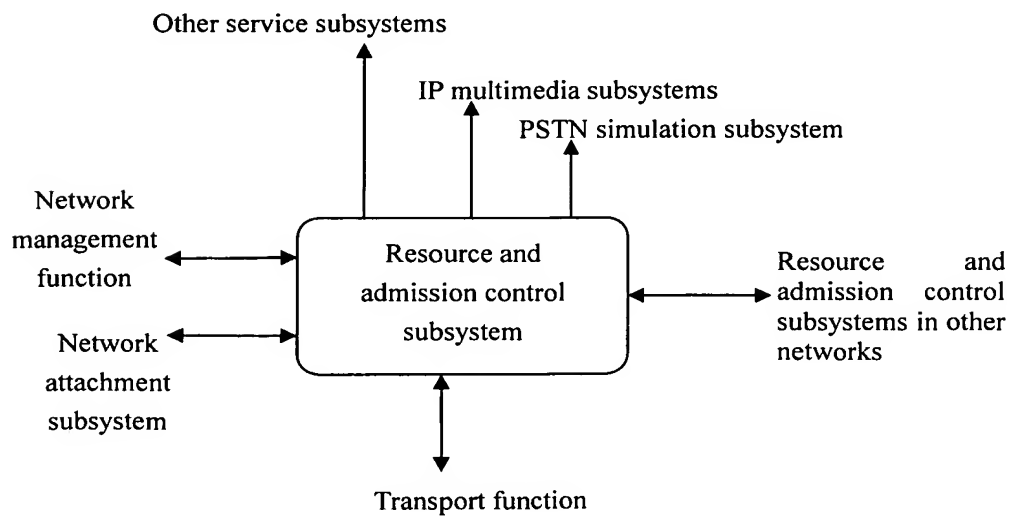 Other service subsystems
IP multimedia subsystems
PSTN simulation subsystem
Network
management
function
Resource and
admission control
subsystem
Resource and
admission control
subsystems in other
networks
Network
attachment
subsystem
Transport function